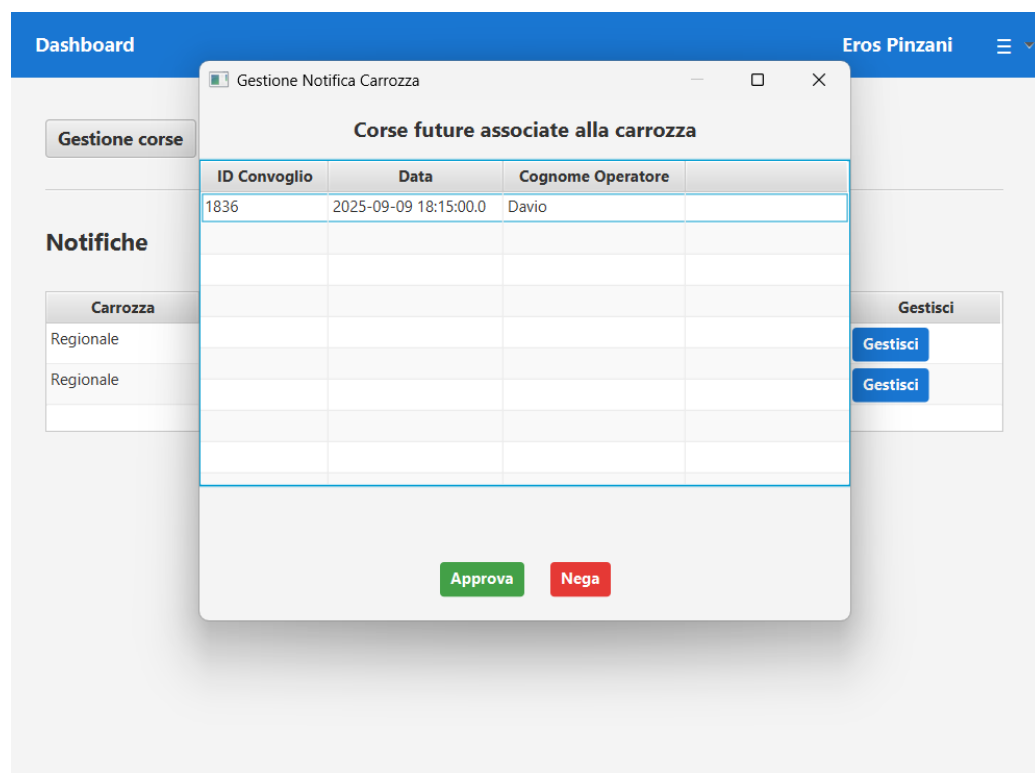 Dashboard
Eros Pinzani
Gestione Notifica Carrozza
Gestione corse
Corse future associate alla carrozza
ID Convoglio Data Cognome Operatore
1836 2025-09-09 18:15:00.0 Davio
Notifiche
Carrozza Gestisci
Regionale Gestisci
Regionale Gestisci
Approva Nega